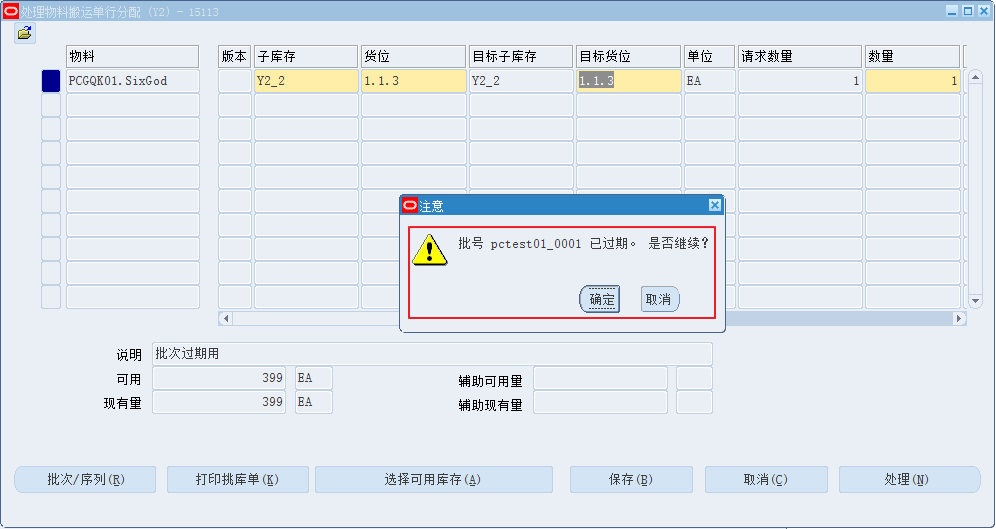 处理物料搬运单行分配（Y2）- 15113
物料 版本 子库存 货位 目标子库存 目标货位 单位 请求数量 数量
PCGQK01.SixGod Y2_2 1.1.3 Y2_2 1.1.3 EA 1 1
注意
批号 pctest01_0001 已过期。 是否继续?
确定 取消
说明 批次过期用
可用 399 EA 辅助可用量
现有量 399 EA 辅助现有量
批次/序列(R) 打印挑库单(K) 选择可用库存(A) 保存(B) 取消(C) 处理(N)